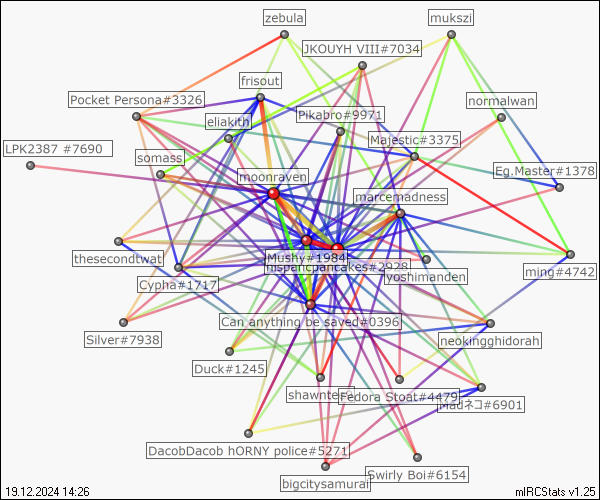 zebula
mukszi
JKOUYH VIII#7034
frisout
Pocket Persona#3326
normalwan
Pikabro#9971
eliakith
Majestic#3375
LPK2387 #7690
somass
Eg.Master#1378
moonraven
marcemadness
thesecondtwat
Mushy#1984
hispanicpancakes#2928
ming#4742
yoshimanden
Cypha#1717
Can anything be saved#0396
Silver#7938
neokingghidorah
Duck#1245
Fedora Stoat#4479
MadネコB#6901
DacobDacob hORNY police#5271
Swirly Boi#6154
bigcitysamurai
19.12.2024 14:26
mIRCStats v1.25